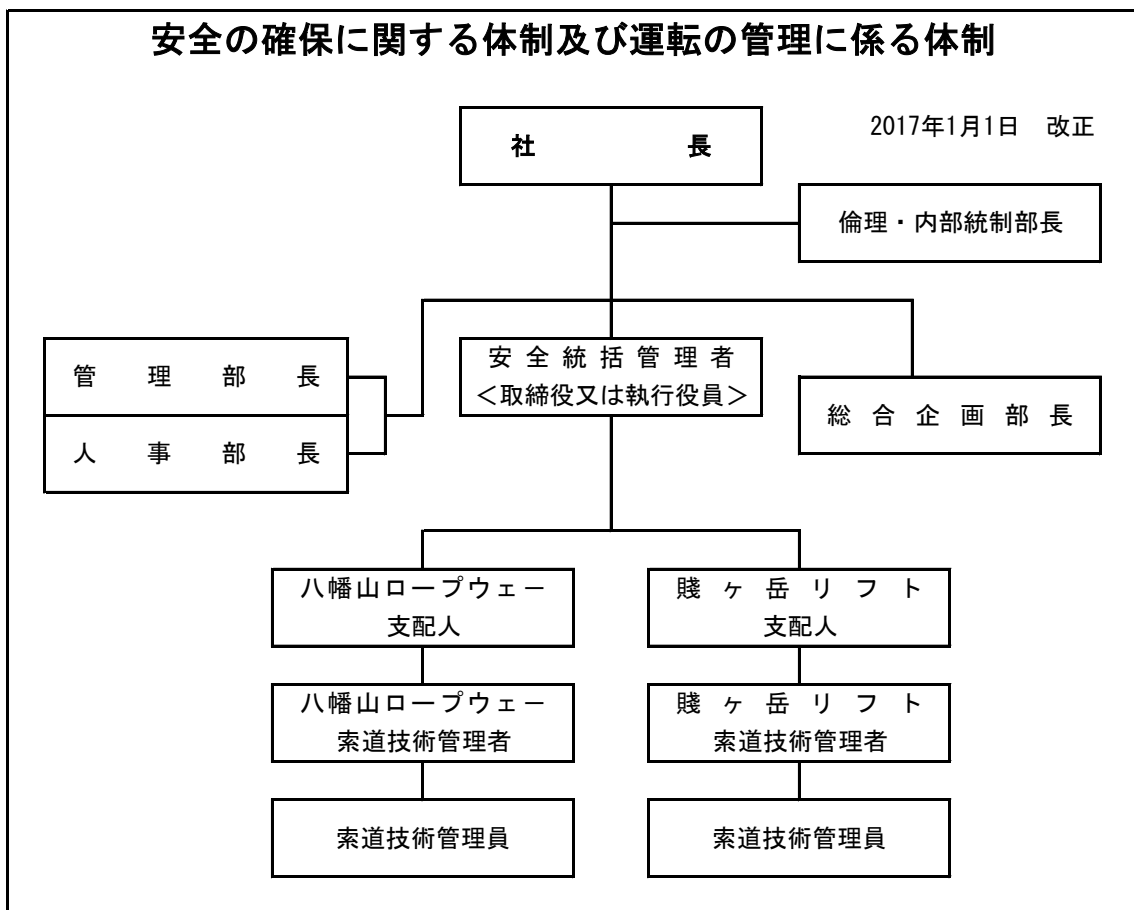 安全の確保に関する体制及び運転の管理に係る体制
2017年1月1日 改正
社長
倫理・内部統制部長
管理部長
人事部長
安全統括管理者
<取締役又は執行役員>
総合企画部長
八幡山ロープウェー
支配人
賤ヶ岳リフト
支配人
八幡山ロープウェー
索道技術管理者
賤ヶ岳リフト
索道技術管理者
索道技術管理員
索道技術管理員